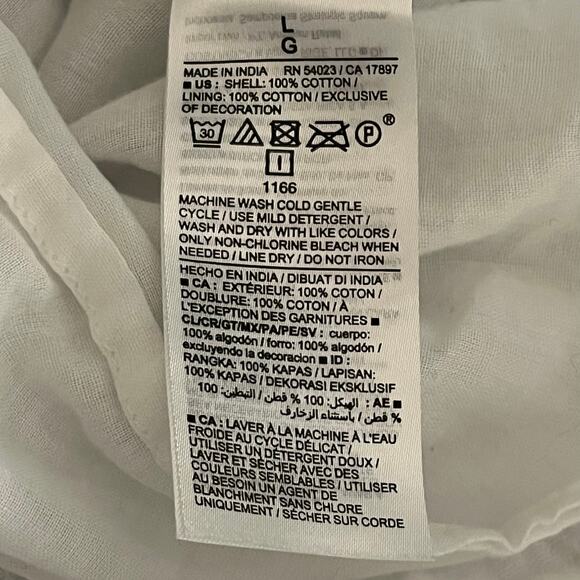 L
G
MADE IN INDIA RN 54023 / CA 17897
■ US : SHELL: 100% COTTON /
LINING: 100% COTTON / EXCLUSIVE
OF DECORATION
30 P ®
I
1166
MACHINE WASH COLD GENTLE
CYCLE / USE MILD DETERGENT /
WASH AND DRY WITH LIKE COLORS /
ONLY NON-CHLORINE BLEACH WHEN
NEEDED / LINE DRY / DO NOT IRON
HECHO EN INDIA / DIBUAT DI INDIA
■ CA : EXTÉRIEUR: 100% COTON /
DOUBLURE: 100% COTON / À
L'EXCEPTION DES GARNITURES ■
CL/CR/GT/MX/PA/PE/SV : cuerpo:
100% algodón / forro: 100% algodón /
excluyendo la decoracion ■ ID :
RANGKA: 100% KAPAS / LAPISAN:
100% KAPAS / DEKORASI EKSKLUSIF
■ AE : الهيكل: 100 % قطن / التبطين: 100
% قطن / بأستثناء الزخارف
■ CA : LAVER À LA MACHINE À L'EAU
FROIDE AU CYCLE DÉLICAT /
UTILISER UN DÉTERGENT DOUX /
LAVER ET SÉCHER AVEC DES
COULEURS SEMBLABLES / UTILISER
AU BESOIN UN AGENT DE
BLANCHIMENT SANS CHLORE
UNIQUEMENT / SÉCHER SUR CORDE